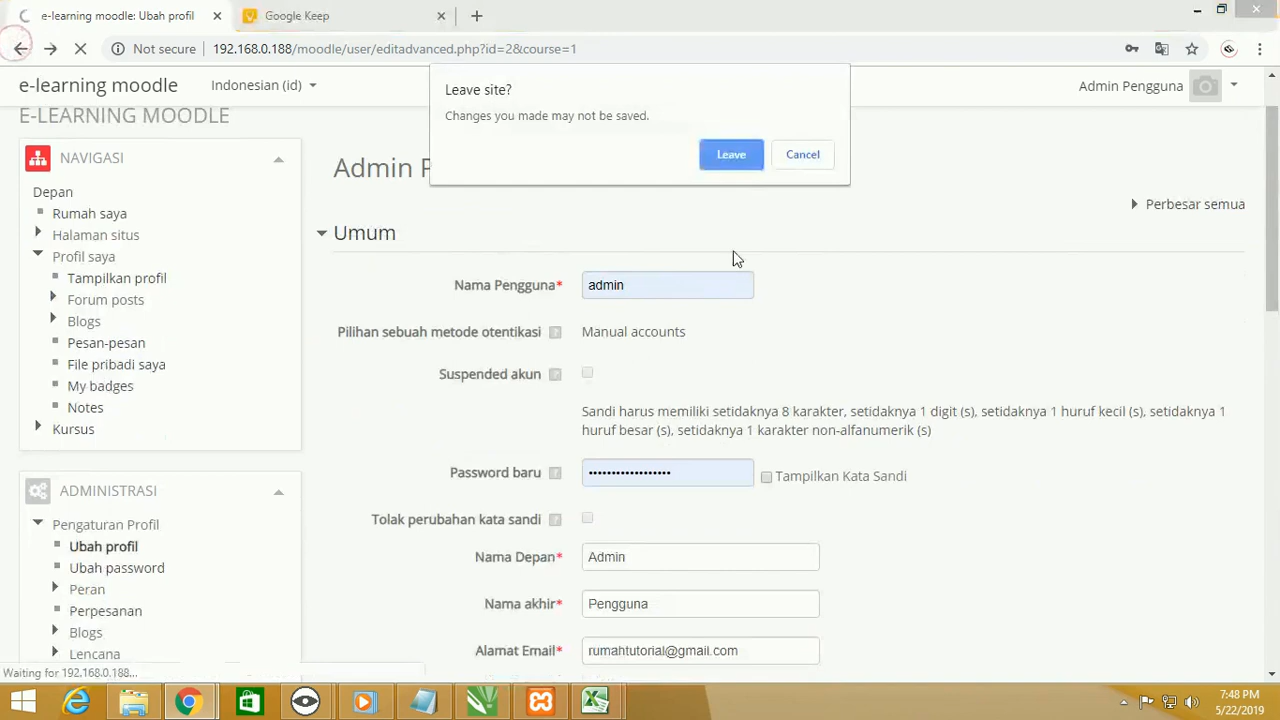 e-learning moodle: Ubah profil
Google Keep
Not secure
192.168.0.188/moodle/user/editadvanced.php?id=2&course=1
e-learning moodle
Indonesian (id)
Admin Pengguna
Leave site?
Changes you made may not be saved.
Leave
Cancel
E-LEARNING MOODLE
NAVIGASI
Depan
Rumah saya
Halaman situs
Profil saya
Tampilkan profil
Forum posts
Blogs
Pesan-pesan
File pribadi saya
My badges
Notes
Kursus
ADMINISTRASI
Pengaturan Profil
Ubah profil
Ubah password
Peran
Perpesanan
Blogs
Lencana
Admin P
Perbesar semua
Umum
Nama Pengguna*
admin
Pilihan sebuah metode otentikasi
Manual accounts
Suspended akun
Sandi harus memiliki setidaknya 8 karakter, setidaknya 1 digit (s), setidaknya 1 huruf kecil (s), setidaknya 1
huruf besar (s), setidaknya 1 karakter non-alfanumerik (s)
Password baru
••••••••••••••••••
Tampilkan Kata Sandi
Tolak perubahan kata sandi
Nama Depan*
Admin
Nama akhir*
Pengguna
Alamat Email*
rumahtutorial@gmail.com
Waiting for 192.168.0.188...
7:48 PM
5/22/2019